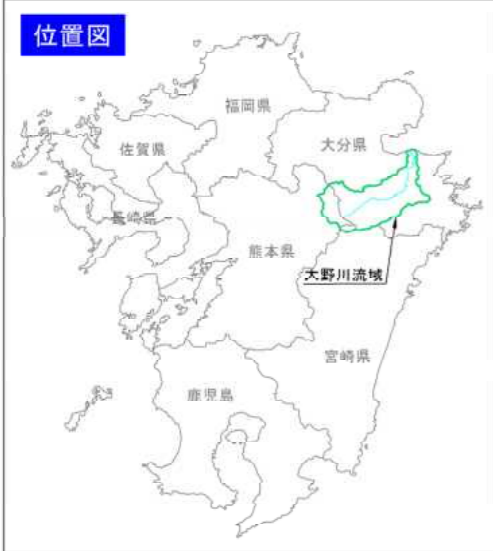 位置図
福岡県
佐賀県
大分県
長崎県
熊本県
大野川流域
宮崎県
鹿児島